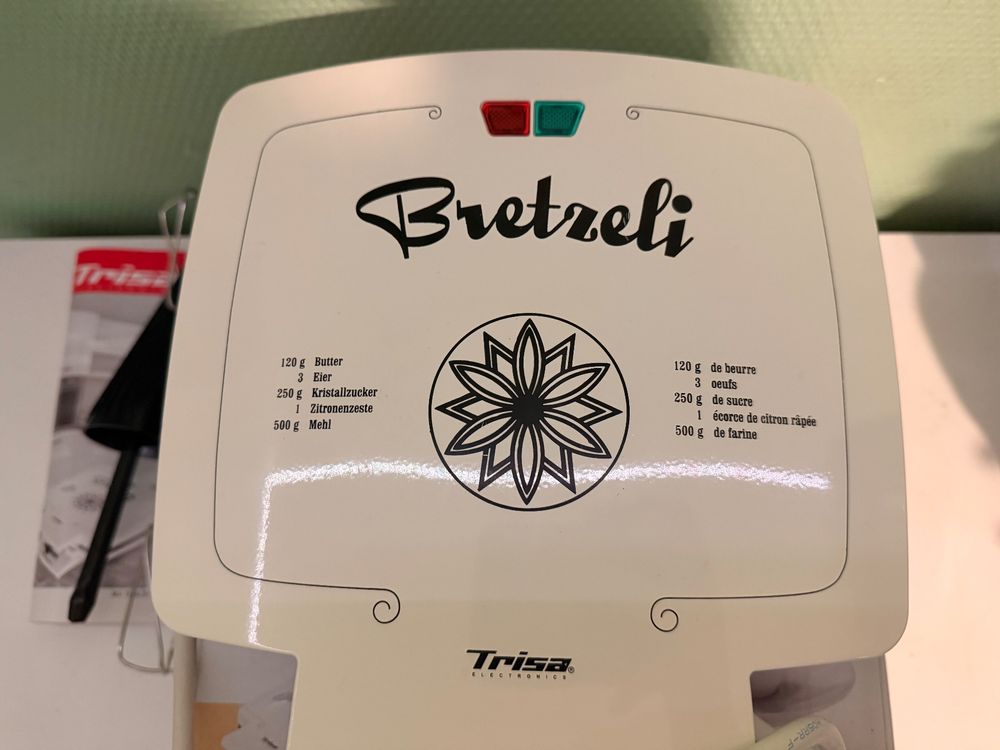 Trisa
Bretzeli
120 g Butter
3 Eier
250 g Kristallzucker
1 Zitronenzeste
500 g Mehl
120 g de beurre
3 oeufs
250 g de sucre
1 écorce de citron râpée
500 g de farine
Trisa®
ELECTRONICS